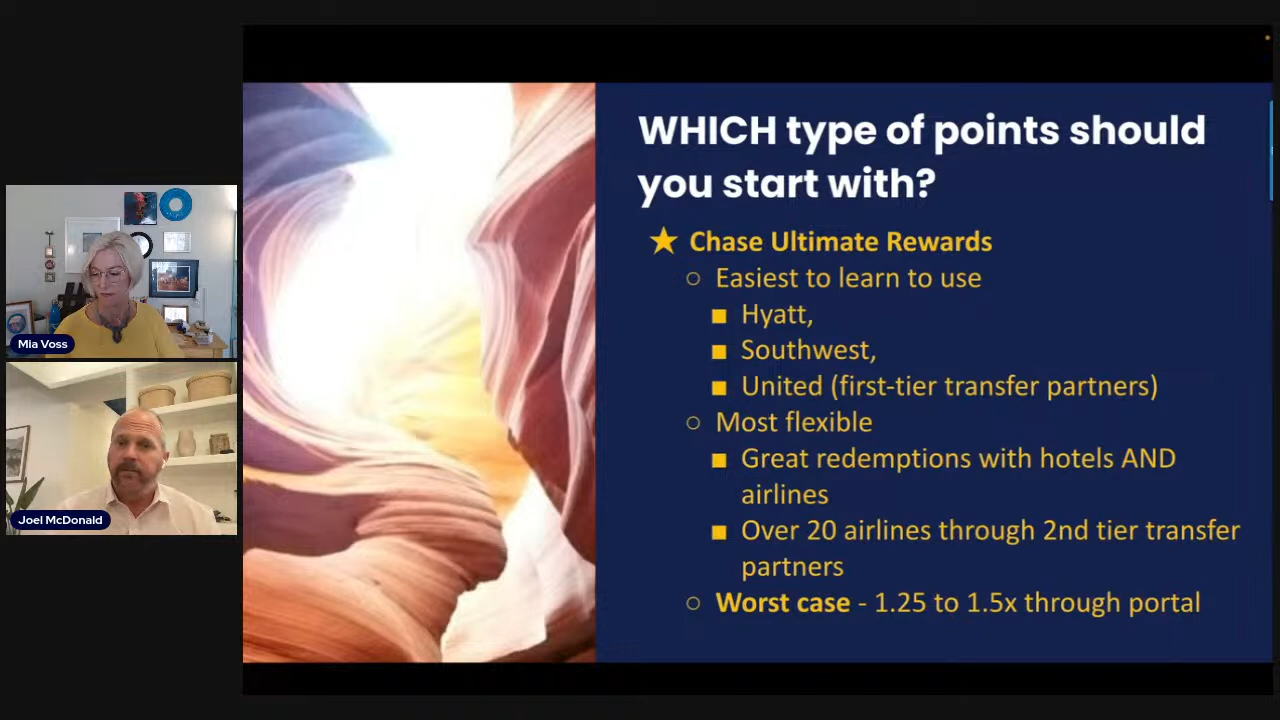 WHICH type of points should
you start with?
★ Chase Ultimate Rewards
○ Easiest to learn to use
■ Hyatt,
■ Southwest,
■ United (first-tier transfer partners)
○ Most flexible
■ Great redemptions with hotels AND
airlines
■ Over 20 airlines through 2nd tier transfer
partners
○ Worst case - 1.25 to 1.5x through portal
Mia Voss
Joel McDonald